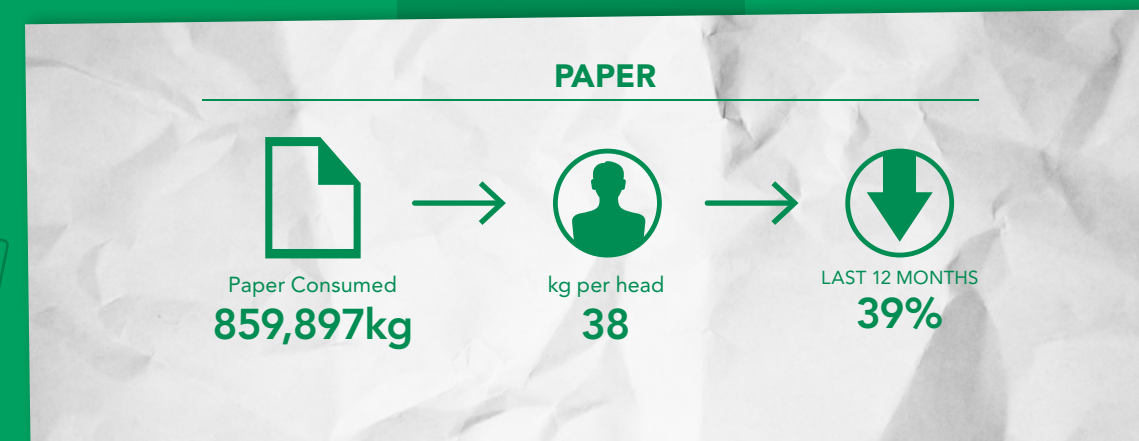 PAPER
Paper Consumed
859,897kg
kg per head
38
LAST 12 MONTHS
39%